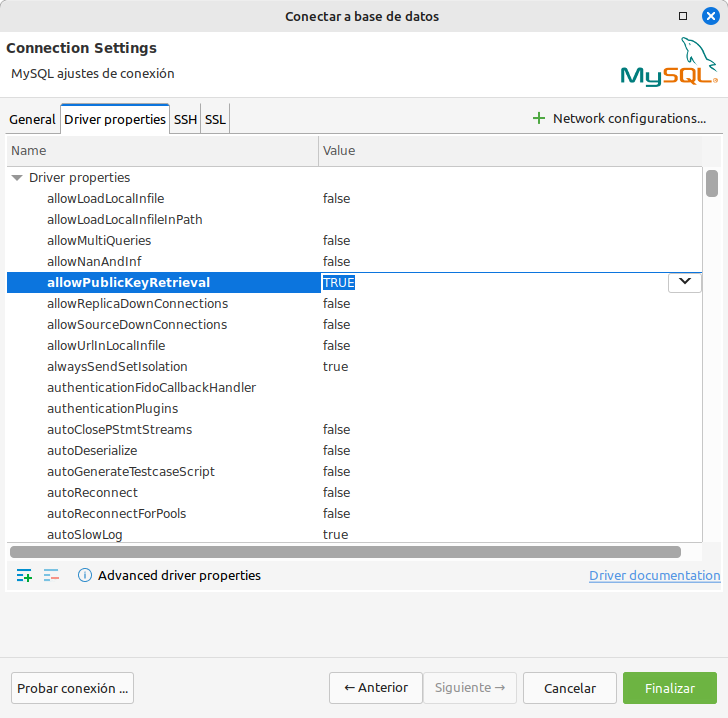 Conectar a base de datos
Connection Settings
MySQL ajustes de conexión
MySQL®
General Driver properties SSH SSL Network configurations...
Name Value
Driver properties
allowLoadLocalInfile false
allowLoadLocalInfileInPath
allowMultiQueries false
allowNanAndInf false
allowPublicKeyRetrieval TRUE
allowReplicaDownConnections false
allowSourceDownConnections false
allowUrlInLocalInfile false
alwaysSendSetIsolation true
authenticationFidoCallbackHandler
authenticationPlugins
autoClosePStmtStreams false
autoDeserialize false
autoGenerateTestcaseScript false
autoReconnect false
autoReconnectForPools false
autoSlowLog true
Advanced driver properties Driver documentation
Probar conexión ... ← Anterior Siguiente → Cancelar Finalizar